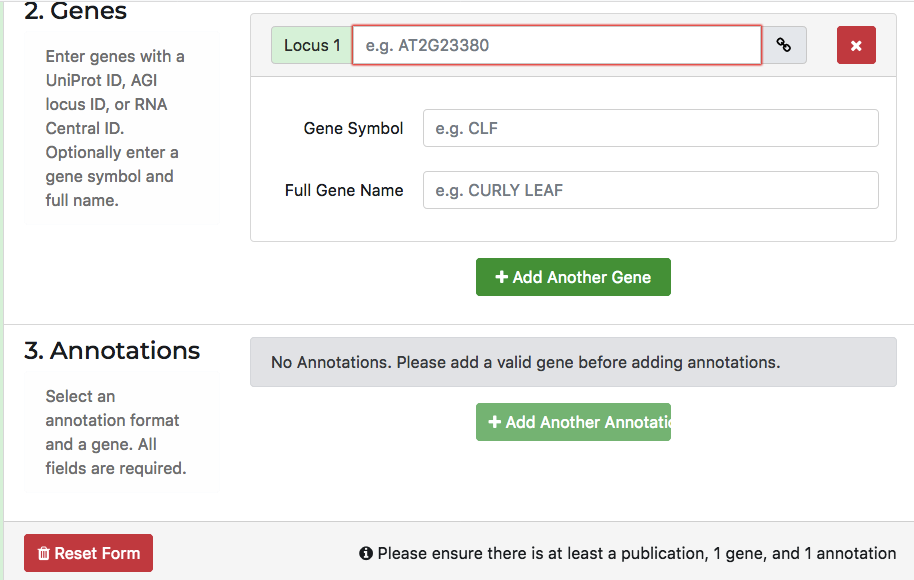 2. Genes
Enter genes with a
UniProt ID, AGI
locus ID, or RNA
Central ID.
Optionally enter a
gene symbol and
full name.
Locus 1 e.g. AT2G23380
Gene Symbol e.g. CLF
Full Gene Name e.g. CURLY LEAF
Add Another Gene
3. Annotations
Select an
annotation format
and a gene. All
fields are required.
No Annotations. Please add a valid gene before adding annotations.
Add Another Annotatio
Reset Form
Please ensure there is at least a publication, 1 gene, and 1 annotation